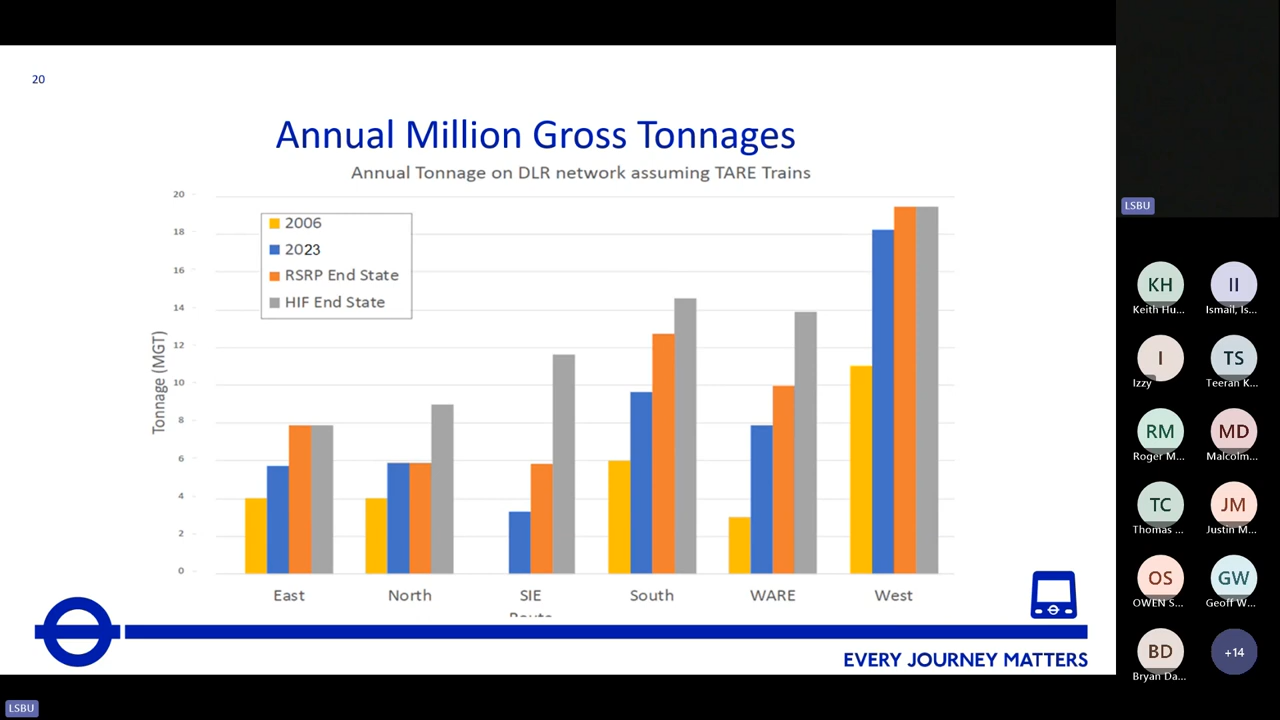 20
Annual Million Gross Tonnages
Annual Tonnage on DLR network assuming TARE Trains
20
18
16
14
12
10
8
6
4
2
0
Tonnage (MGT)
2006
2023
RSRP End State
HIF End State
East
North
SIE
South
WARE
West
Route
EVERY JOURNEY MATTERS
LSBU
LSBU
KH
Keith Hu...
II
Ismail, Is...
I
Izzy
TS
Teeran K...
RM
Roger M...
MD
Malcolm...
TC
Thomas ...
JM
Justin M...
OS
OWEN S...
GW
Geoff W...
BD
Bryan Da...
+14